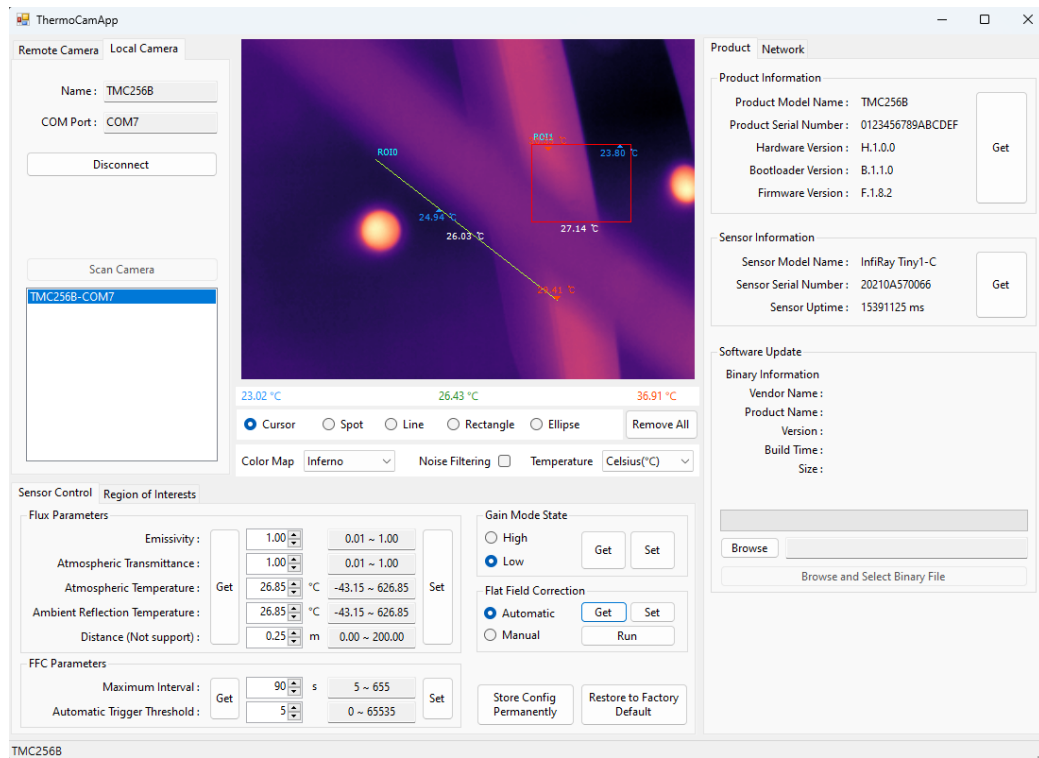 ThermoCamApp
Remote Camera Local Camera
Name : TMC256B
COM Port : COM7
Disconnect
Scan Camera
TMC256B-COM7
ROI0
ROI1
23.80 ℃
24.94 ℃
26.03 ℃
27.14 ℃
23.02 °C 26.43 °C 36.91 °C
Cursor Spot Line Rectangle Ellipse Remove All
Color Map Inferno Noise Filtering Temperature Celsius(°C)
Sensor Control Region of Interests
Flux Parameters
Emissivity : 1.00 0.01 ~ 1.00
Atmospheric Transmittance : 1.00 0.01 ~ 1.00
Atmospheric Temperature : Get 26.85 °C -43.15 ~ 626.85 Set
Ambient Reflection Temperature : 26.85 °C -43.15 ~ 626.85
Distance (Not support) : 0.25 m 0.00 ~ 200.00
FFC Parameters
Maximum Interval : 90 s 5 ~ 655
Get Set
Automatic Trigger Threshold : 5 0 ~ 65535
Gain Mode State
High
Low
Get Set
Flat Field Correction
Automatic Get Set
Manual Run
Store Config Permanently
Restore to Factory Default
Product Network
Product Information
Product Model Name : TMC256B
Product Serial Number : 0123456789ABCDEF
Hardware Version : H.1.0.0 Get
Bootloader Version : B.1.1.0
Firmware Version : F.1.8.2
Sensor Information
Sensor Model Name : InfiRay Tiny1-C
Sensor Serial Number : 20210A570066 Get
Sensor Uptime : 15391125 ms
Software Update
Binary Information
Vendor Name :
Product Name :
Version :
Build Time :
Size :
Browse
Browse and Select Binary File
TMC256B